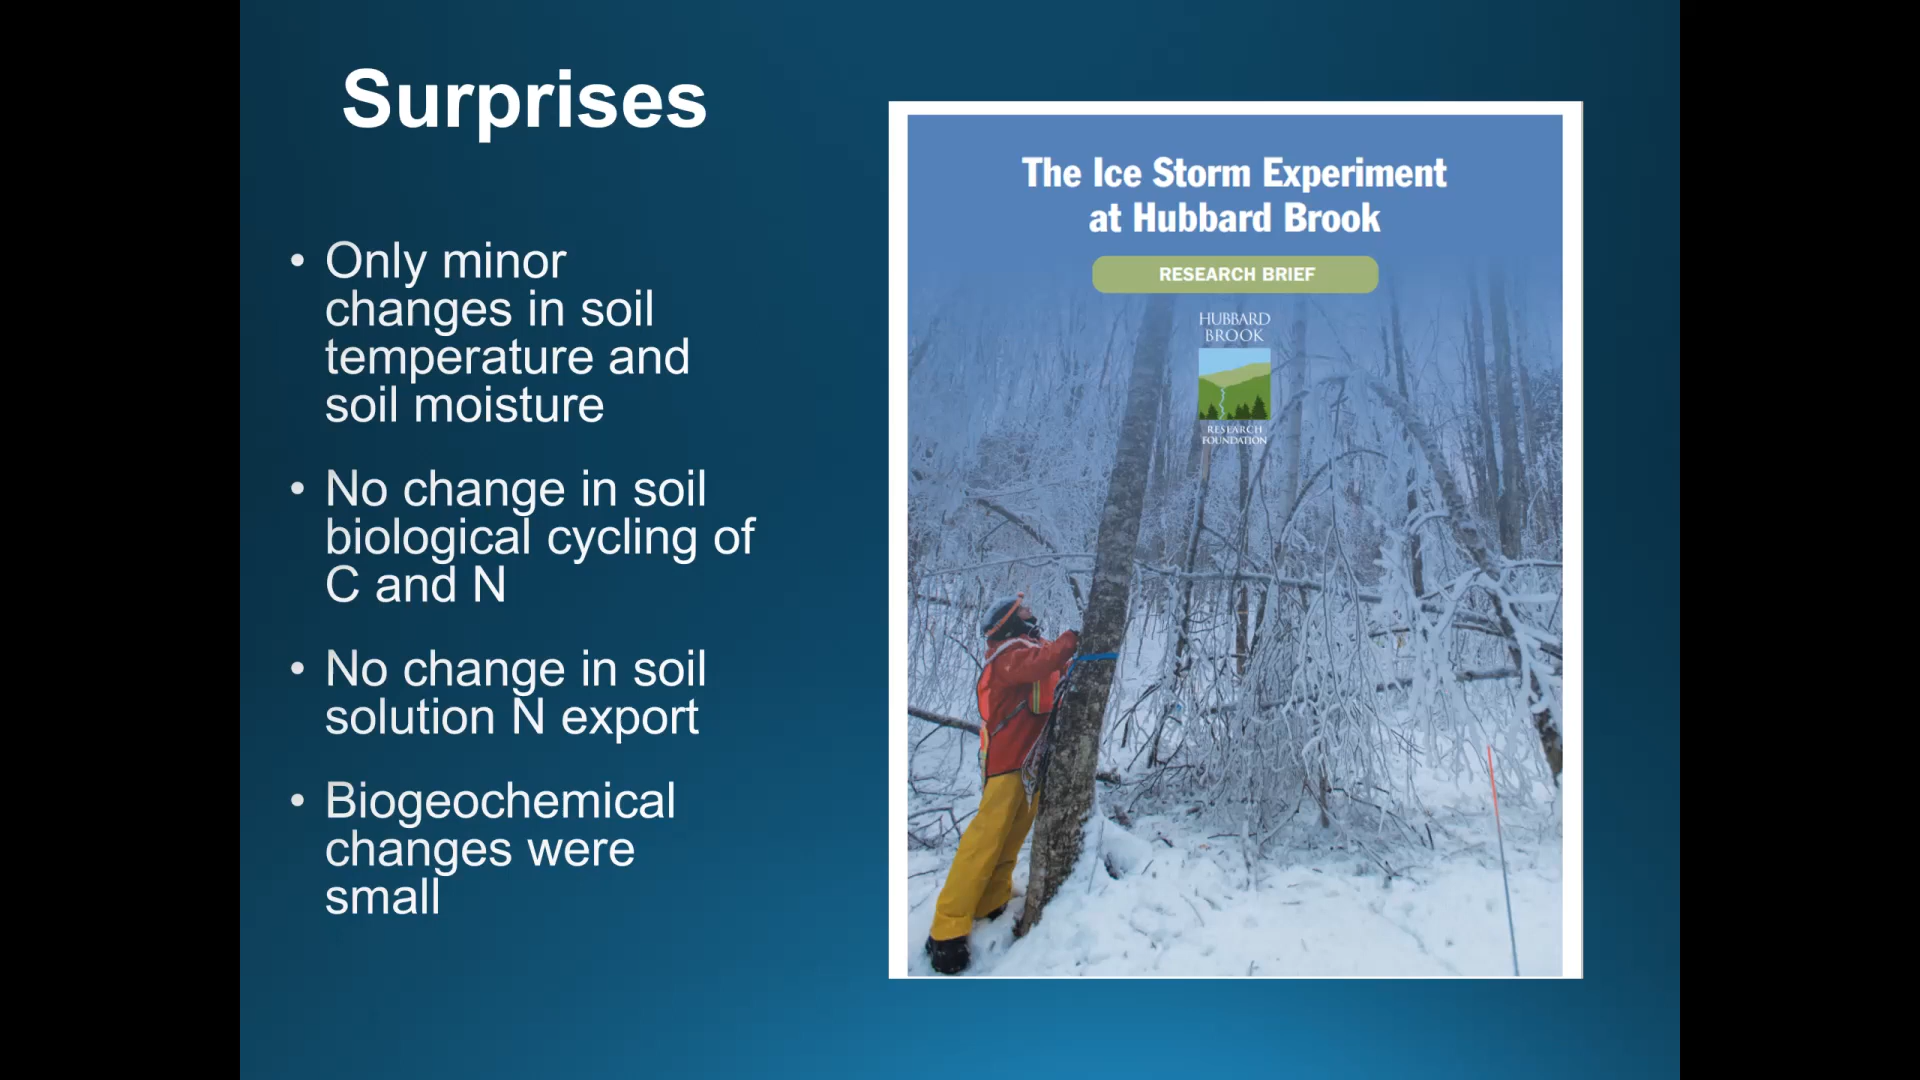 Surprises
• Only minor
changes in soil
temperature and
soil moisture
• No change in soil
biological cycling of
C and N
• No change in soil
solution N export
• Biogeochemical
changes were
small
The Ice Storm Experiment
at Hubbard Brook
RESEARCH BRIEF
HUBBARD
BROOK
RESEARCH
FOUNDATION